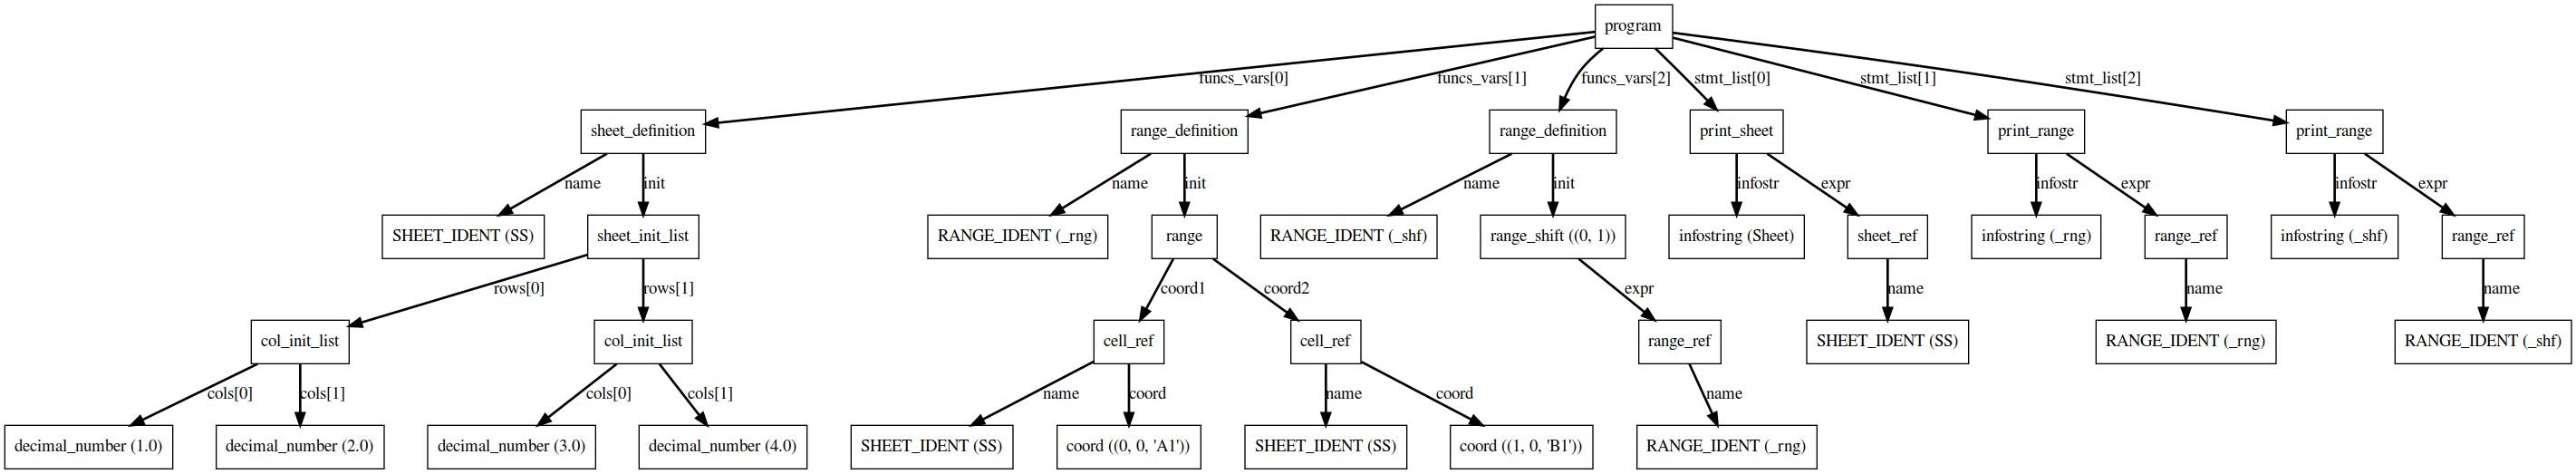 program
funcs_vars[0]
funcs_vars[1]
funcs_vars[2]
stmt_list[0]
stmt_list[1]
stmt_list[2]
sheet_definition
range_definition
range_definition
print_sheet
print_range
print_range
name
init
name
init
name
init
infostr
expr
infostr
expr
infostr
expr
SHEET_IDENT (SS)
sheet_init_list
RANGE_IDENT (_rng)
range
RANGE_IDENT (_shf)
range_shift ((0, 1))
infostring (Sheet)
sheet_ref
infostring (_rng)
range_ref
infostring (_shf)
range_ref
rows[0]
rows[1]
coord1
coord2
expr
name
name
name
col_init_list
col_init_list
cell_ref
cell_ref
range_ref
SHEET_IDENT (SS)
RANGE_IDENT (_rng)
RANGE_IDENT (_shf)
cols[0]
cols[1]
cols[0]
cols[1]
name
coord
name
coord
name
decimal_number (1.0)
decimal_number (2.0)
decimal_number (3.0)
decimal_number (4.0)
SHEET_IDENT (SS)
coord ((0, 0, 'A1'))
SHEET_IDENT (SS)
coord ((1, 0, 'B1'))
RANGE_IDENT (_rng)